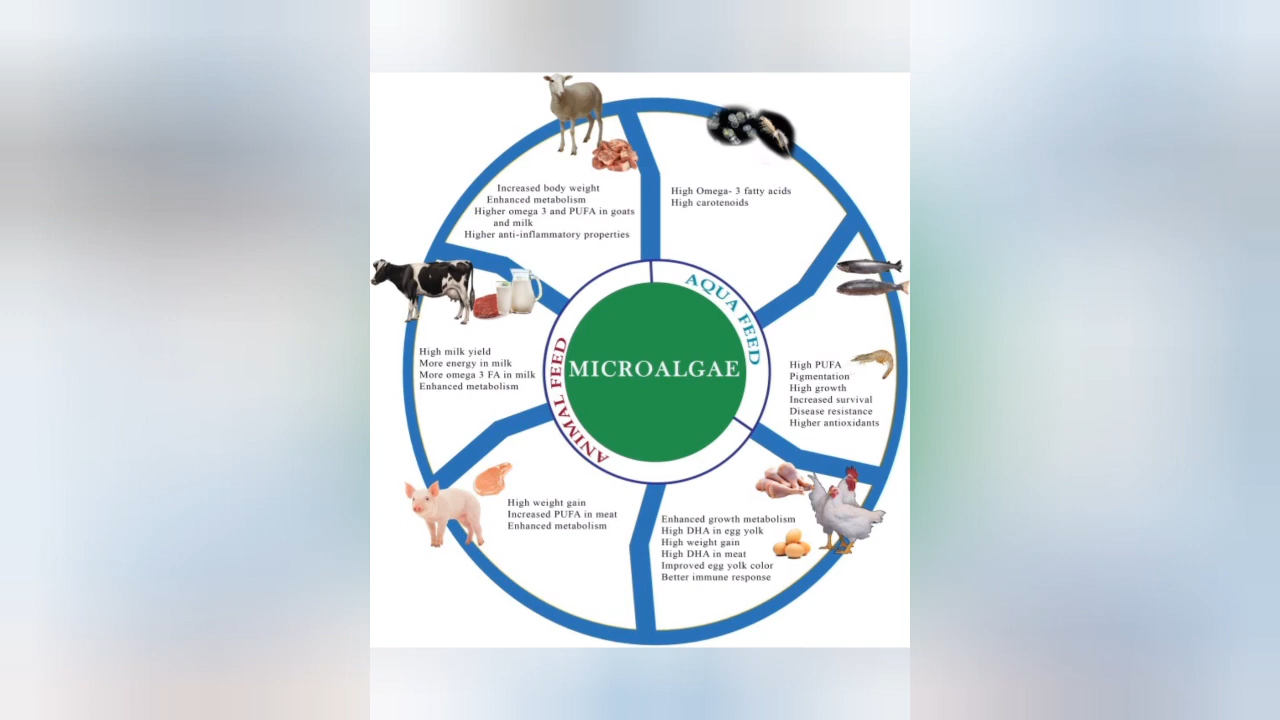 Increased body weight
Enhanced metabolism
Higher omega 3 and PUFA in goats
and milk
Higher anti-inflammatory properties
High Omega- 3 fatty acids
High carotenoids
High milk yield
More energy in milk
More omega 3 FA in milk
Enhanced metabolism
ANIMAL FEED
AQUA FEED
MICROALGAE
High PUFA
Pigmentation
High growth
Increased survival
Disease resistance
Higher antioxidants
High weight gain
Increased PUFA in meat
Enhanced metabolism
Enhanced growth metabolism
High DHA in egg yolk
High weight gain
High DHA in meat
Improved egg yolk color
Better immune response